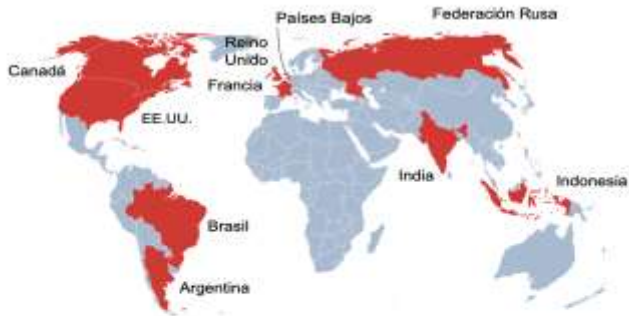 Países Bajos
Federación Rusa
Reino
Unido
Canadá
Francia
EE.UU.
India
Indonesia
Brasil
Argentina